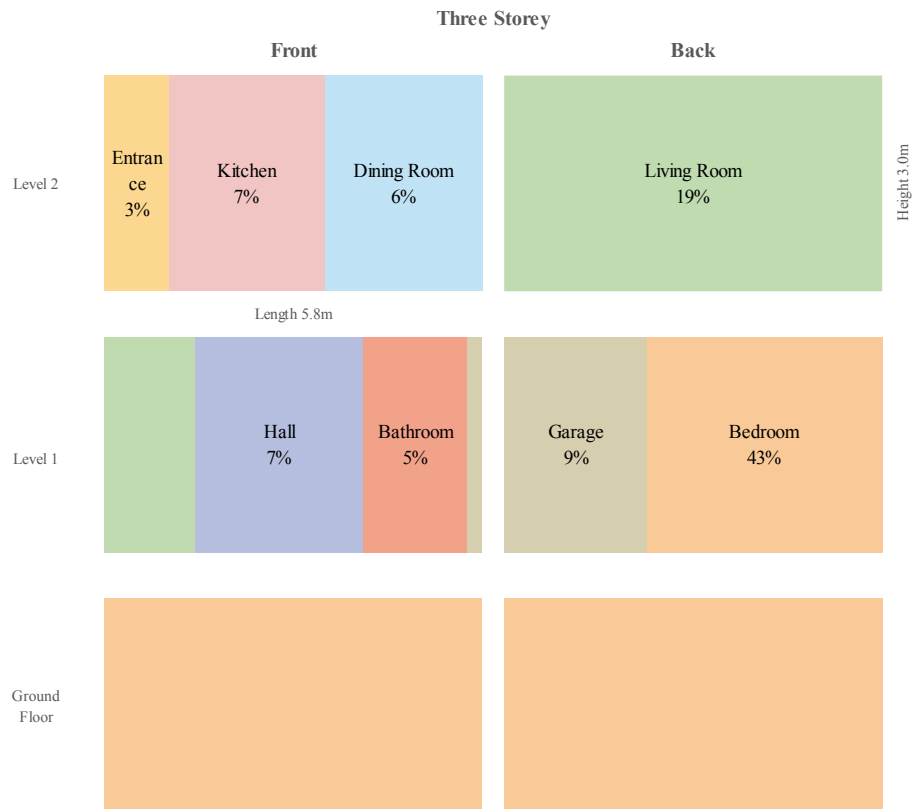 Three Storey
Front
Back
Level 2
Entran
ce
3%
Kitchen
7%
Dining Room
6%
Living Room
19%
Height 3.0m
Length 5.8m
Level 1
Hall
7%
Bathroom
5%
Garage
9%
Bedroom
43%
Ground
Floor